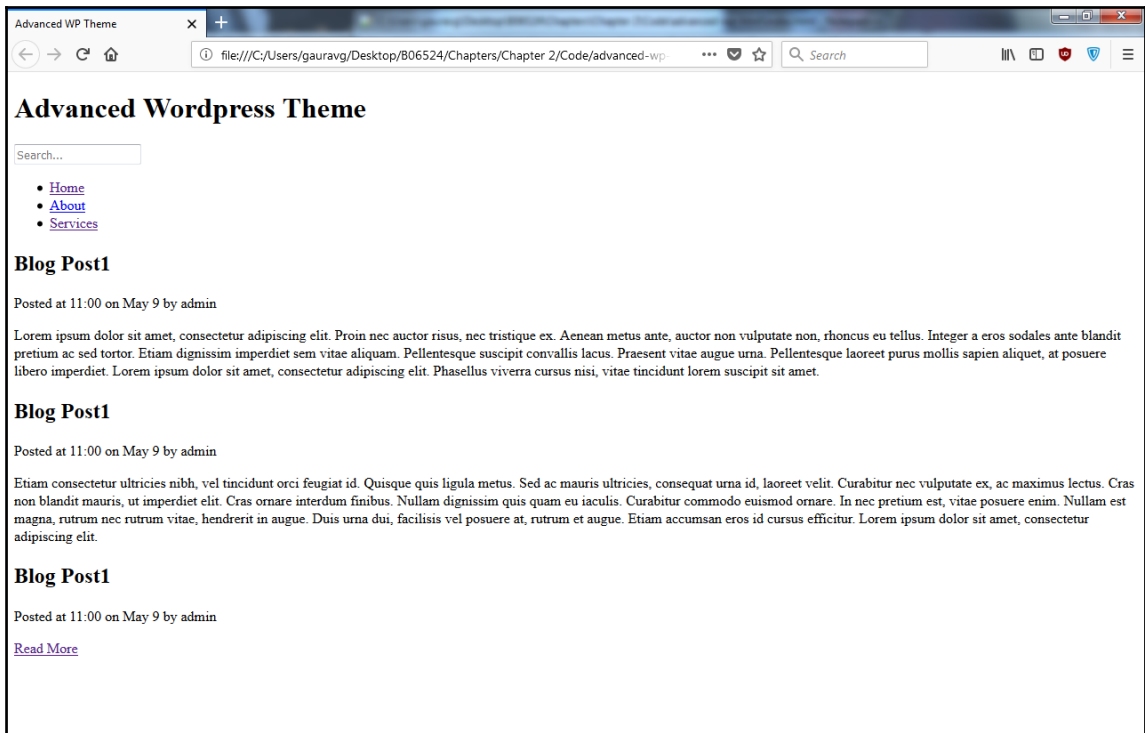 Advanced WP Theme
file:///C:/Users/gauravg/Desktop/B06524/Chapters/Chapter 2/Code/advanced-wp-
Search
Advanced Wordpress Theme
Search...
Home
About
Services
Blog Post1
Posted at 11:00 on May 9 by admin
Lorem ipsum dolor sit amet, consectetur adipiscing elit. Proin nec auctor risus, nec tristique ex. Aenean metus ante, auctor non vulputate non, rhoncus eu tellus. Integer a eros sodales ante blandit
pretium ac sed tortor. Etiam dignissim imperdiet sem vitae aliquam. Pellentesque suscipit convallis lacus. Praesent vitae augue urna. Pellentesque laoreet purus mollis sapien aliquet, at posuere
libero imperdiet. Lorem ipsum dolor sit amet, consectetur adipiscing elit. Phasellus viverra cursus nisi, vitae tincidunt lorem suscipit sit amet.
Blog Post1
Posted at 11:00 on May 9 by admin
Etiam consectetur ultricies nibh, vel tincidunt orci feugiat id. Quisque quis ligula metus. Sed ac mauris ultricies, consequat urna id, laoreet velit. Curabitur nec vulputate ex, ac maximus lectus. Cras
non blandit mauris, ut imperdiet elit. Cras ornare interdum finibus. Nullam dignissim quis quam eu iaculis. Curabitur commodo euismod ornare. In nec pretium est, vitae posuere enim. Nullam est
magna, rutrum nec rutrum vitae, hendrerit in augue. Duis urna dui, facilisis vel posuere at, rutrum et augue. Etiam accumsan eros id cursus efficitur. Lorem ipsum dolor sit amet, consectetur
adipiscing elit.
Blog Post1
Posted at 11:00 on May 9 by admin
Read More